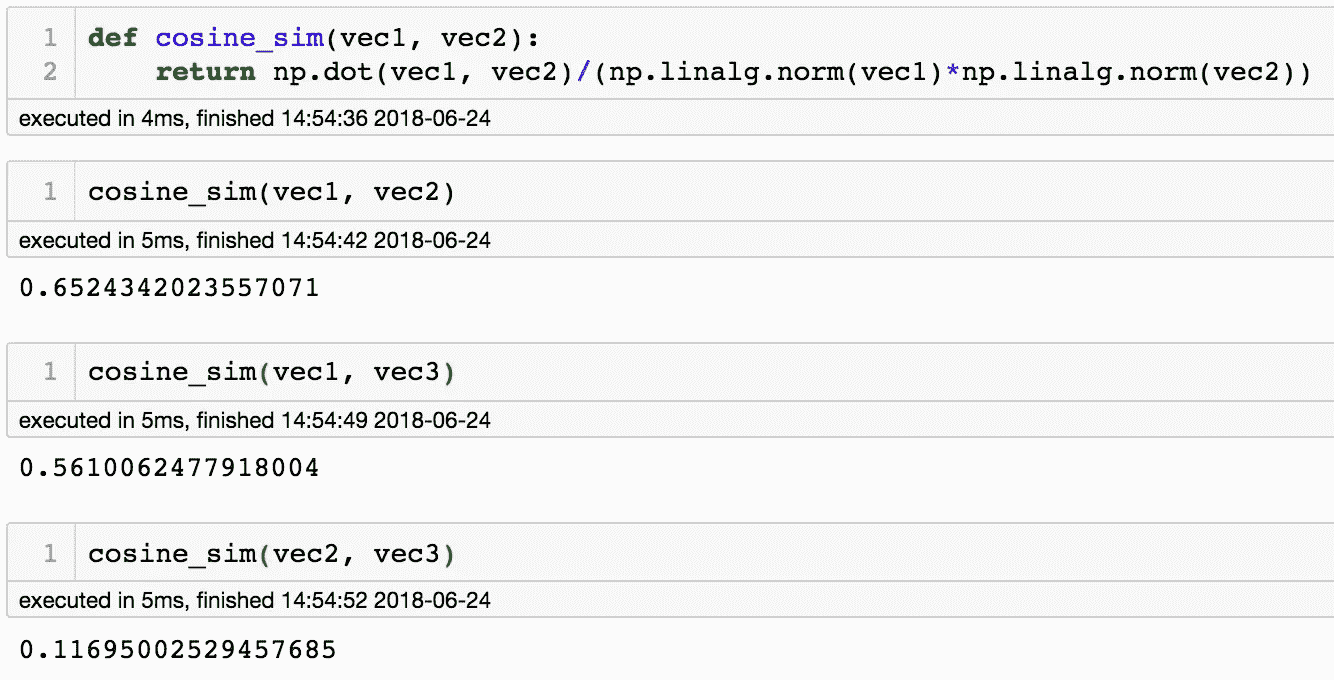 1 def cosine_sim(vec1, vec2):
2     return np.dot(vec1, vec2)/(np.linalg.norm(vec1)*np.linalg.norm(vec2))
executed in 4ms, finished 14:54:36 2018-06-24
1 cosine_sim(vec1, vec2)
executed in 5ms, finished 14:54:42 2018-06-24
0.6524342023557071
1 cosine_sim(vec1, vec3)
executed in 5ms, finished 14:54:49 2018-06-24
0.5610062477918004
1 cosine_sim(vec2, vec3)
executed in 5ms, finished 14:54:52 2018-06-24
0.11695002529457685